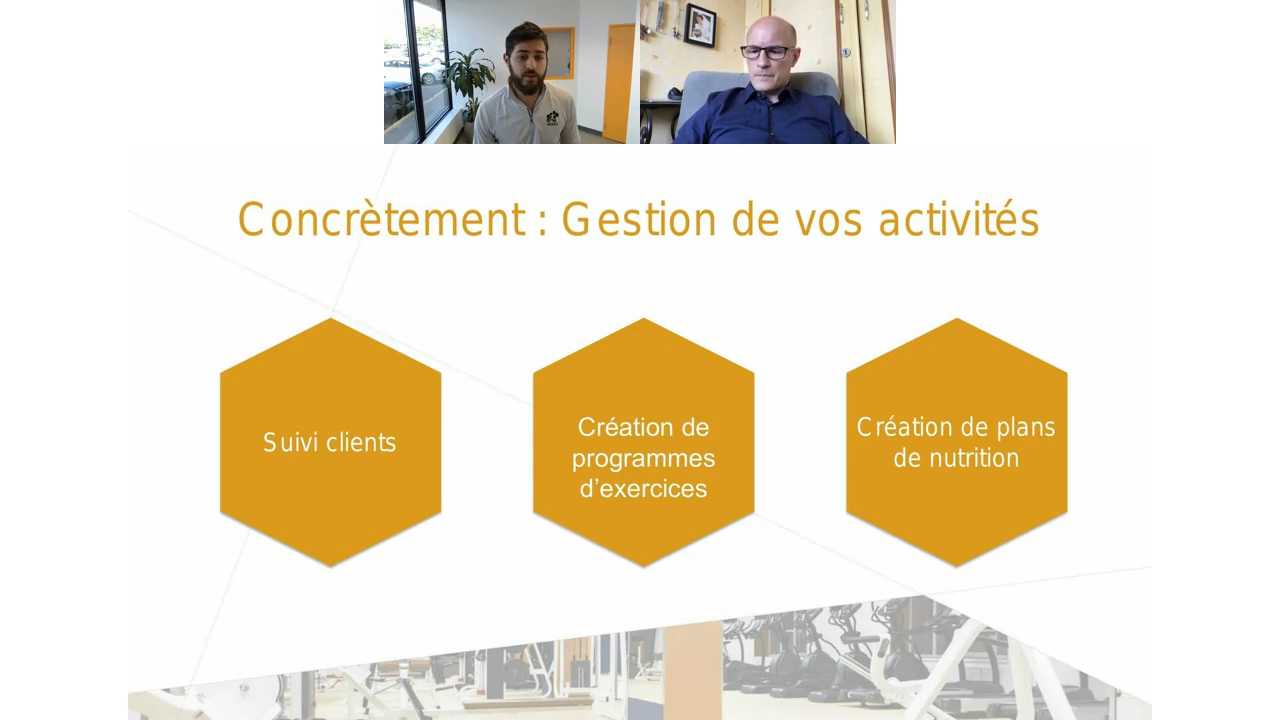 Concrètement : Gestion de vos activités
Suivi clients
Création de
programmes
d’exercices
Création de plans
de nutrition